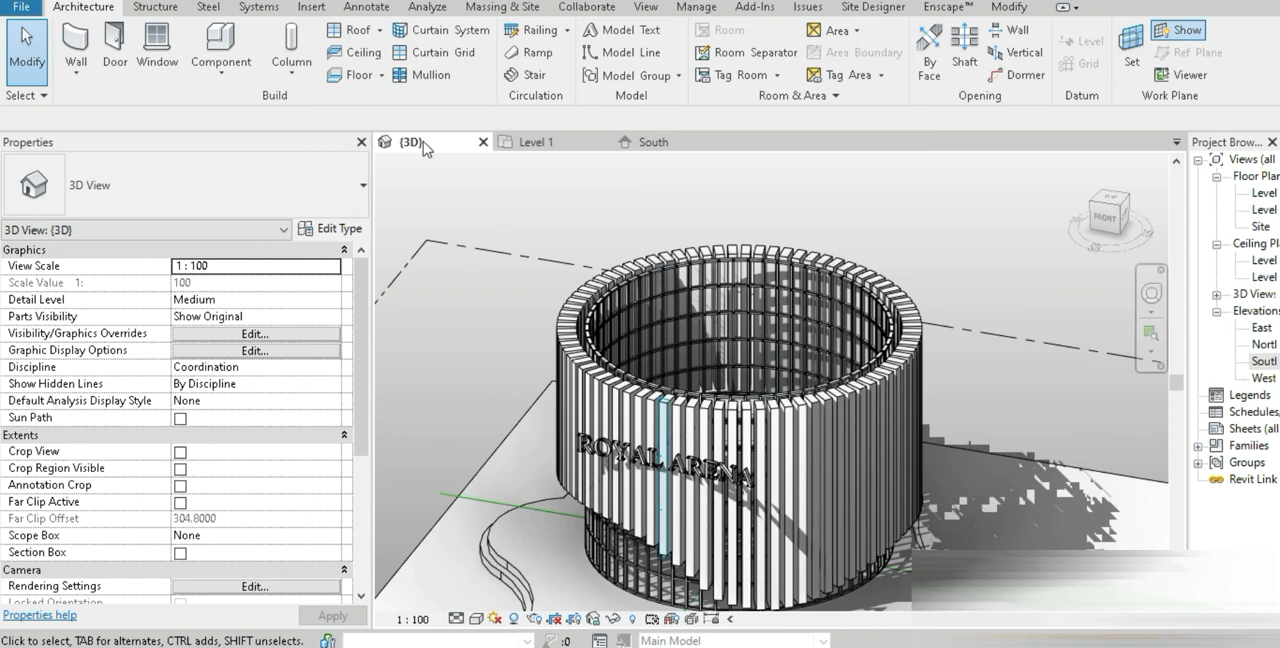 File Architecture Structure Steel Systems Insert Annotate Analyze Massing & Site Collaborate View Manage Add-Ins Issues Site Designer Enscape™ Modify
Modify
Wall
Door
Window
Component
Column
Roof
Ceiling
Floor
Curtain System
Curtain Grid
Mullion
Railing
Ramp
Stair
Model Text
Model Line
Model Group
Room
Room Separator
Tag Room
Area
Area Boundary
Tag Area
By Face
Shaft
Wall
Vertical
Dormer
Level
Grid
Set
Show
Ref Plane
Viewer
Select Build Circulation Model Room & Area Opening Datum Work Plane
Properties
{3D} Level 1 South
Project Brow...
3D View
3D View: {3D} Edit Type
Graphics
View Scale 1 : 100
Scale Value 1: 100
Detail Level Medium
Parts Visibility Show Original
Visibility/Graphics Overrides Edit...
Graphic Display Options Edit...
Discipline Coordination
Show Hidden Lines By Discipline
Default Analysis Display Style None
Sun Path
Extents
Crop View
Crop Region Visible
Annotation Crop
Far Clip Active
Far Clip Offset 304.8000
Scope Box None
Section Box
Camera
Rendering Settings Edit...
Locked Orientation
Properties help Apply
FRONT
ROYAL ARENA
Views (all
Floor Plan
Level
Level
Site
Ceiling Pl
Level
Level
3D Views
Elevations
East
Nortl
Soutl
West
Legends
Schedules,
Sheets (all
Families
Groups
Revit Link
1 : 100
Click to select, TAB for alternates, CTRL adds, SHIFT unselects. :0 Main Model